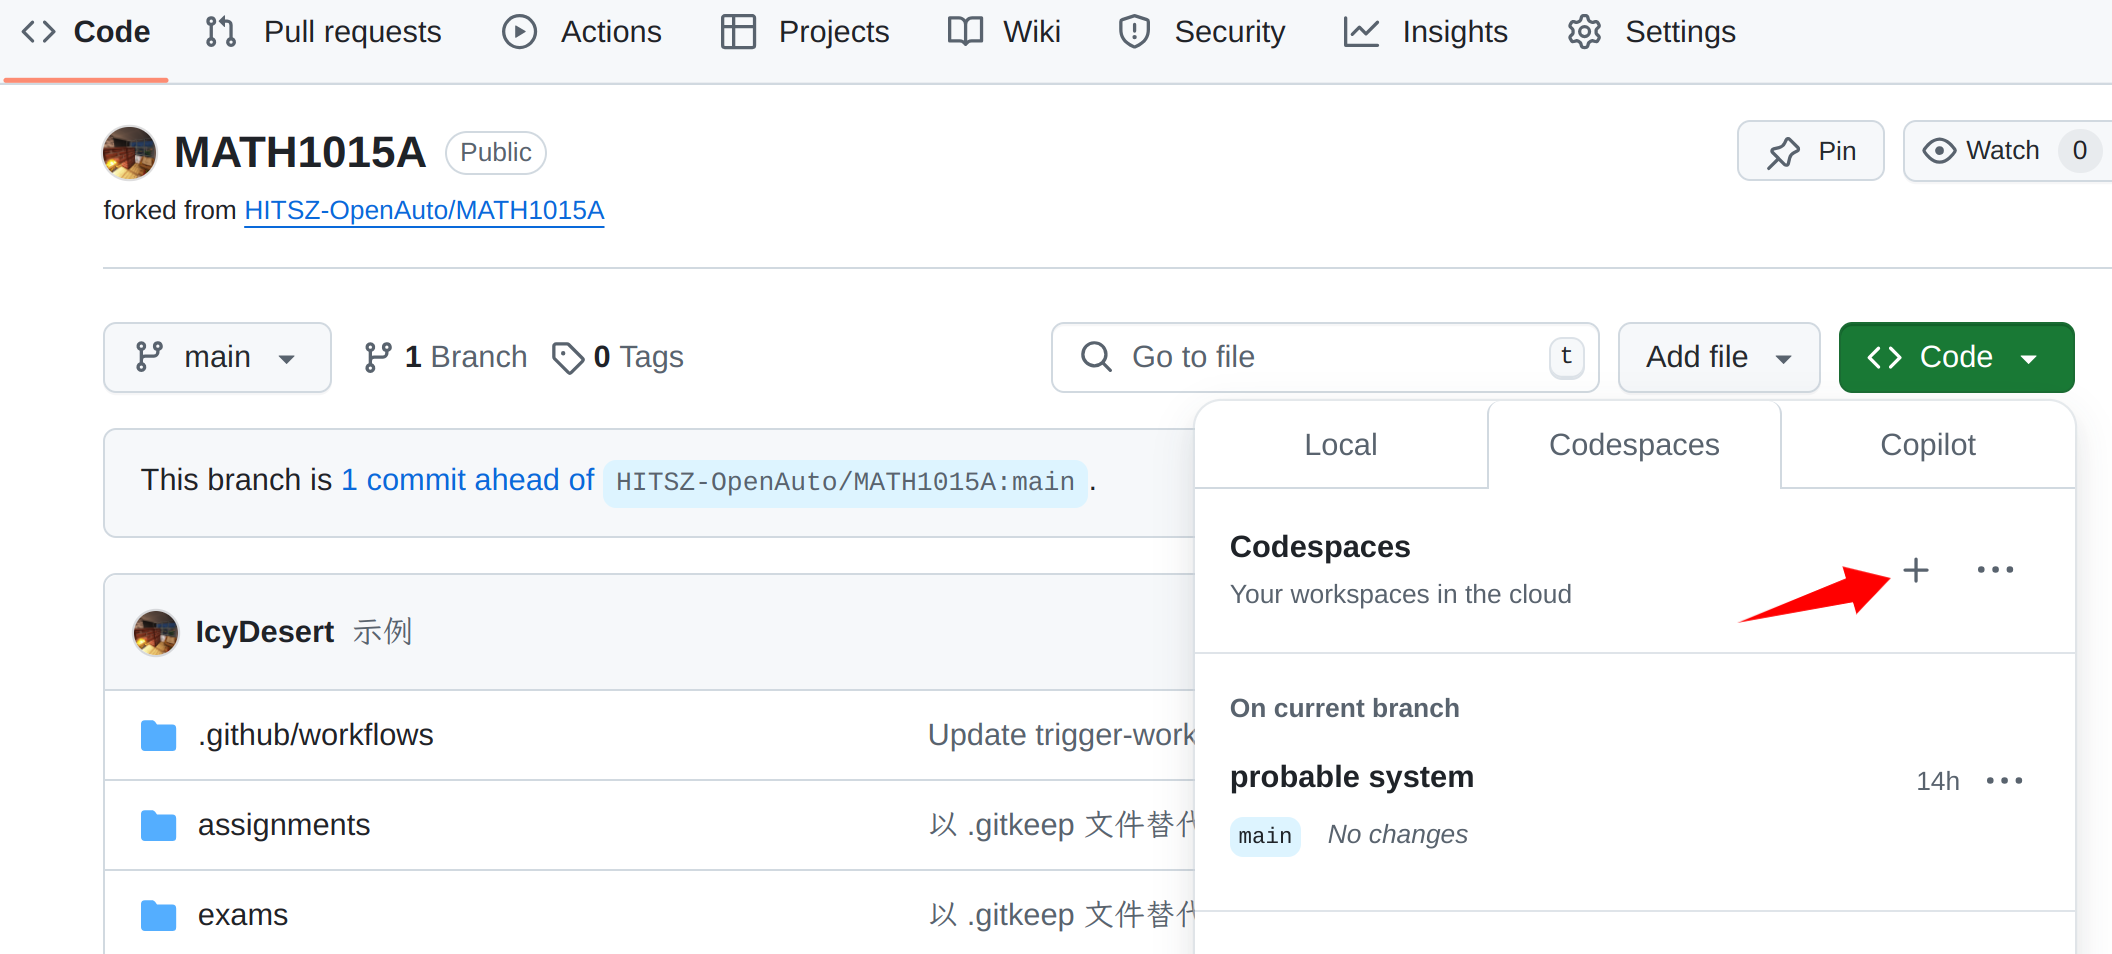 Code Pull requests Actions Projects Wiki Security Insights Settings
MATH1015A Public Pin Watch 0
forked from HITSZ-OpenAuto/MATH1015A
main 1 Branch 0 Tags Go to file t Add file Code
Local Codespaces Copilot
This branch is 1 commit ahead of HITSZ-OpenAuto/MATH1015A:main .
Codespaces
Your workspaces in the cloud
IcyDesert 示例
On current branch
.github/workflows Update trigger-work
probable system 14h
main No changes
assignments 以 .gitkeep 文件替
exams 以 .gitkeep 文件替